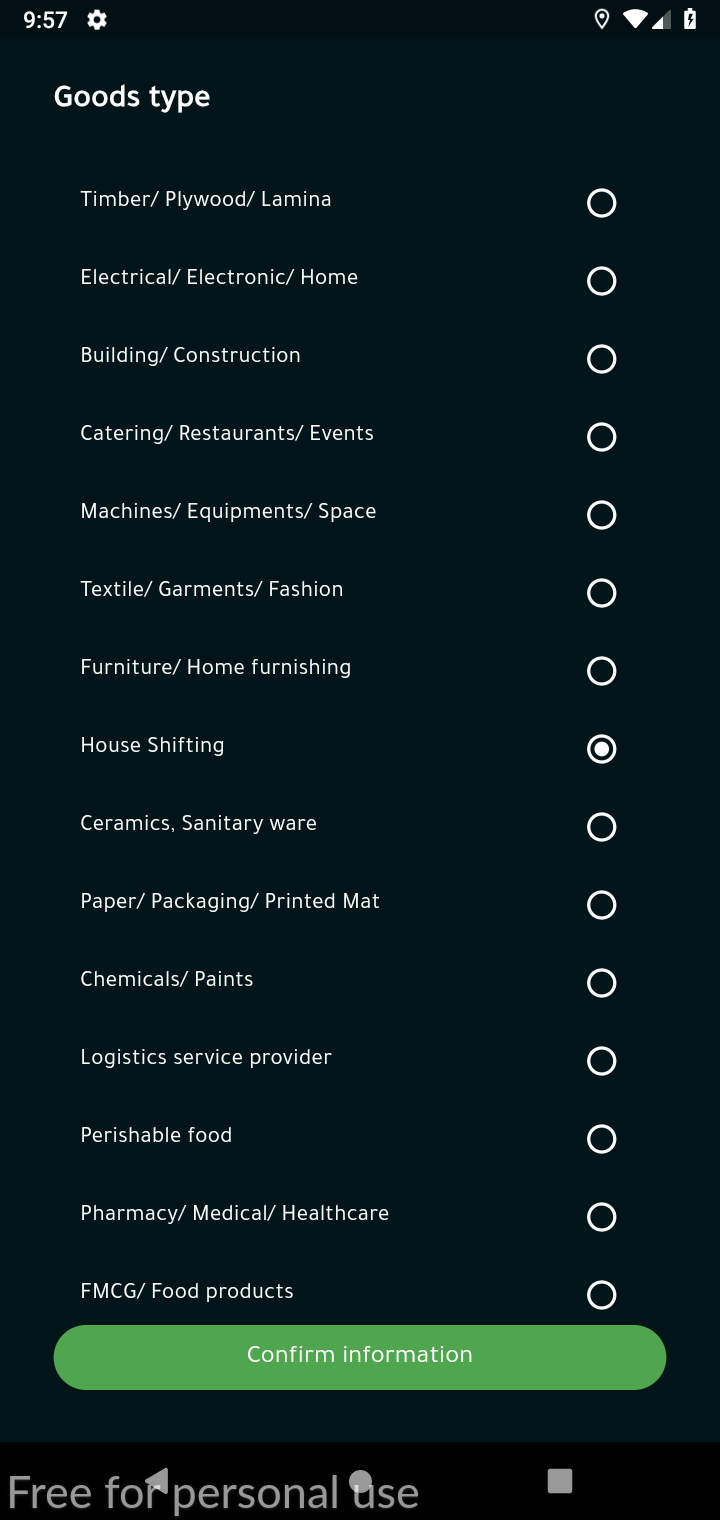 9:57
Goods type
Timber/ Plywood/ Lamina
Electrical/ Electronic/ Home
Building/ Construction
Catering/ Restaurants/ Events
Machines/ Equipments/ Space
Textile/ Garments/ Fashion
Furniture/ Home furnishing
House Shifting
Ceramics, Sanitary ware
Paper/ Packaging/ Printed Mat
Chemicals/ Paints
Logistics service provider
Perishable food
Pharmacy/ Medical/ Healthcare
FMCG/ Food products
Confirm information
Free for personal use